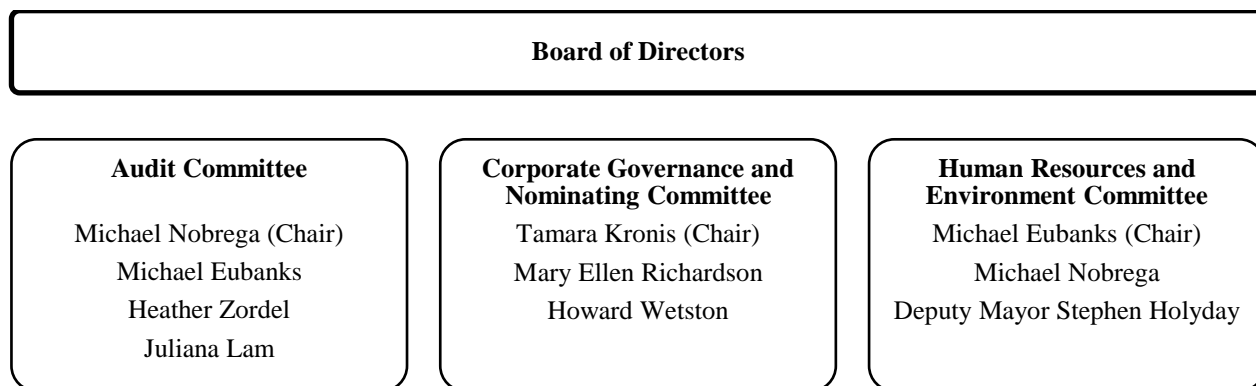 Board of Directors
Audit Committee
Michael Nobrega (Chair)
Michael Eubanks
Heather Zordel
Juliana Lam
Corporate Governance and
Nominating Committee
Tamara Kronis (Chair)
Mary Ellen Richardson
Howard Wetston
Human Resources and
Environment Committee
Michael Eubanks (Chair)
Michael Nobrega
Deputy Mayor Stephen Holyday